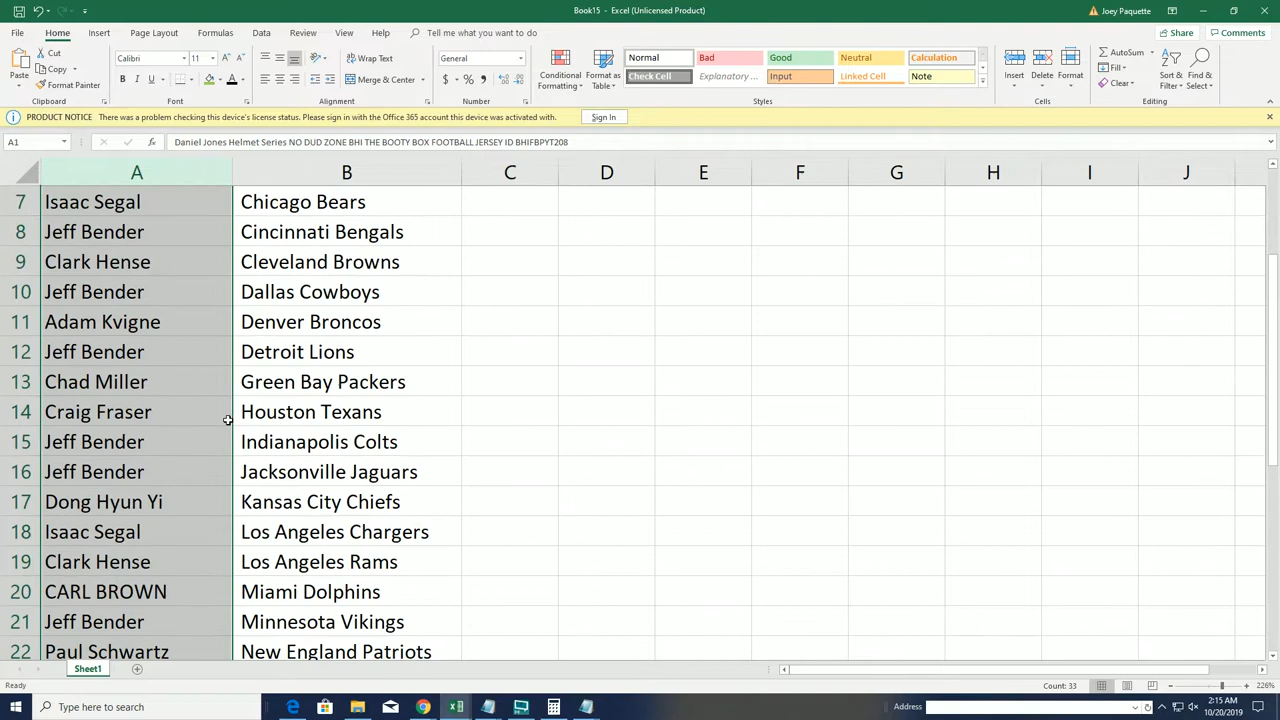 Book15 - Excel (Unlicensed Product)
Joey Paquette
File Home Insert Page Layout Formulas Data Review View Help Tell me what you want to do
Share Comments
Paste Cut Copy Format Painter Clipboard
Calibri 11 B I U Font
Wrap Text Merge & Center Alignment
General $ % , Number
Conditional Formatting Format as Table
Normal Bad Good Neutral Calculation
Check Cell Explanatory ... Input Linked Cell Note
Styles
Insert Delete Format Cells
AutoSum Fill Clear Sort & Filter Find & Select Editing
PRODUCT NOTICE There was a problem checking this device's license status. Please sign in with the Office 365 account this device was activated with. Sign In
A1 fx Daniel Jones Helmet Series NO DUD ZONE BHI THE BOOTY BOX FOOTBALL JERSEY ID BHIFBPYT208
A B C D E F G H I J
7 Isaac Segal Chicago Bears
8 Jeff Bender Cincinnati Bengals
9 Clark Hense Cleveland Browns
10 Jeff Bender Dallas Cowboys
11 Adam Kvigne Denver Broncos
12 Jeff Bender Detroit Lions
13 Chad Miller Green Bay Packers
14 Craig Fraser Houston Texans
15 Jeff Bender Indianapolis Colts
16 Jeff Bender Jacksonville Jaguars
17 Dong Hyun Yi Kansas City Chiefs
18 Isaac Segal Los Angeles Chargers
19 Clark Hense Los Angeles Rams
20 CARL BROWN Miami Dolphins
21 Jeff Bender Minnesota Vikings
22 Paul Schwartz New England Patriots
Sheet1
Ready Count: 33 226%
Type here to search Address 2:15 AM
10/20/2019